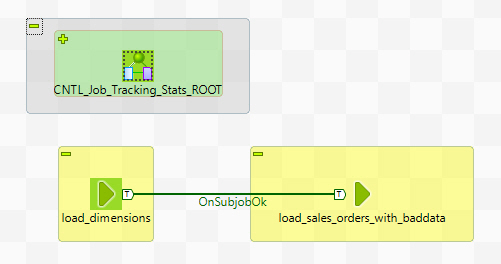 CNTL_Job_Tracking_Stats_ROOT
T
T
OnSubjobOk
load_dimensions
load_sales_orders_with_baddata